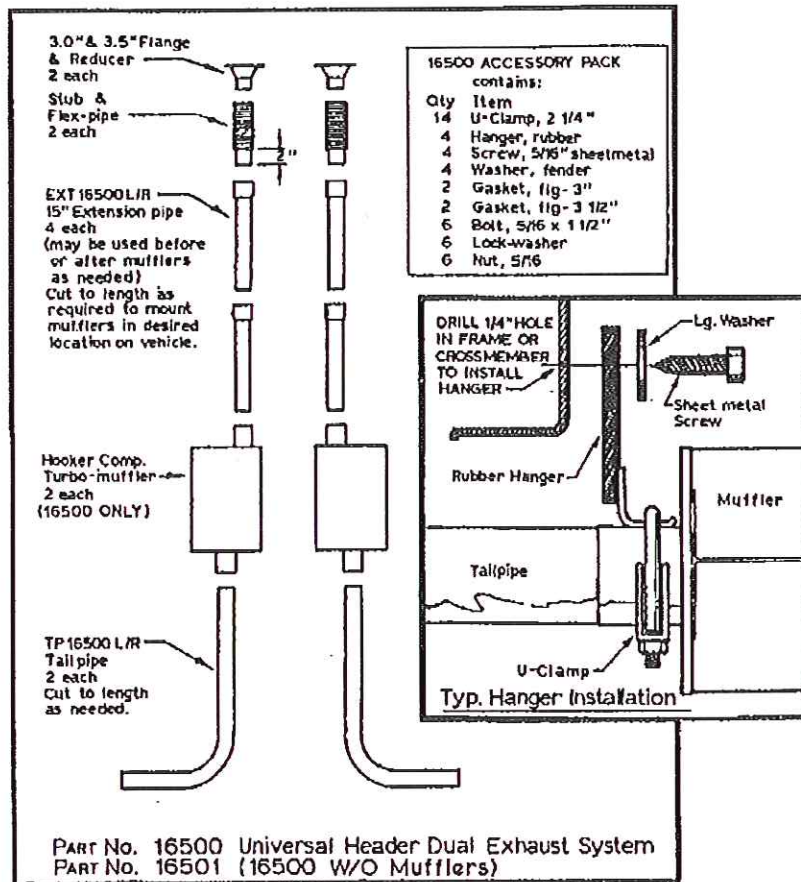 3.0" & 3.5" Flange
& Reducer
2 each
Stub &
Flex-pipe
2 each
2"
EXT 16500 L/R
15" Extension pipe
4 each
(may be used before
or after mufflers
as needed)
Cut to length as
required to mount
mufflers in desired
location on vehicle.
Hooker Comp.
Turbo-muffler
2 each
(16500 ONLY)
TP 16500 L/R
Tail pipe
2 each
Cut to length
as needed.
16500 ACCESSORY PACK
contains:
Qty Item
14 U-Clamp, 2 1/4"
4 Hanger, rubber
4 Screw, 5/16" sheetmetal
4 Washer, fender
2 Gasket, flg- 3"
2 Gasket, flg- 3 1/2"
6 Bolt, 5/16 x 1 1/2"
6 Lock-washer
6 Nut, 5/16
DRILL 1/4" HOLE
IN FRAME OR
CROSSMEMBER
TO INSTALL
HANGER
Lg. Washer
Sheet metal
Screw
Rubber Hanger
Muffler
Tailpipe
U-Clamp
Typ. Hanger Installation
PART NO. 16500 Universal Header Dual Exhaust System
PART NO. 16501 (16500 W/O Mufflers)